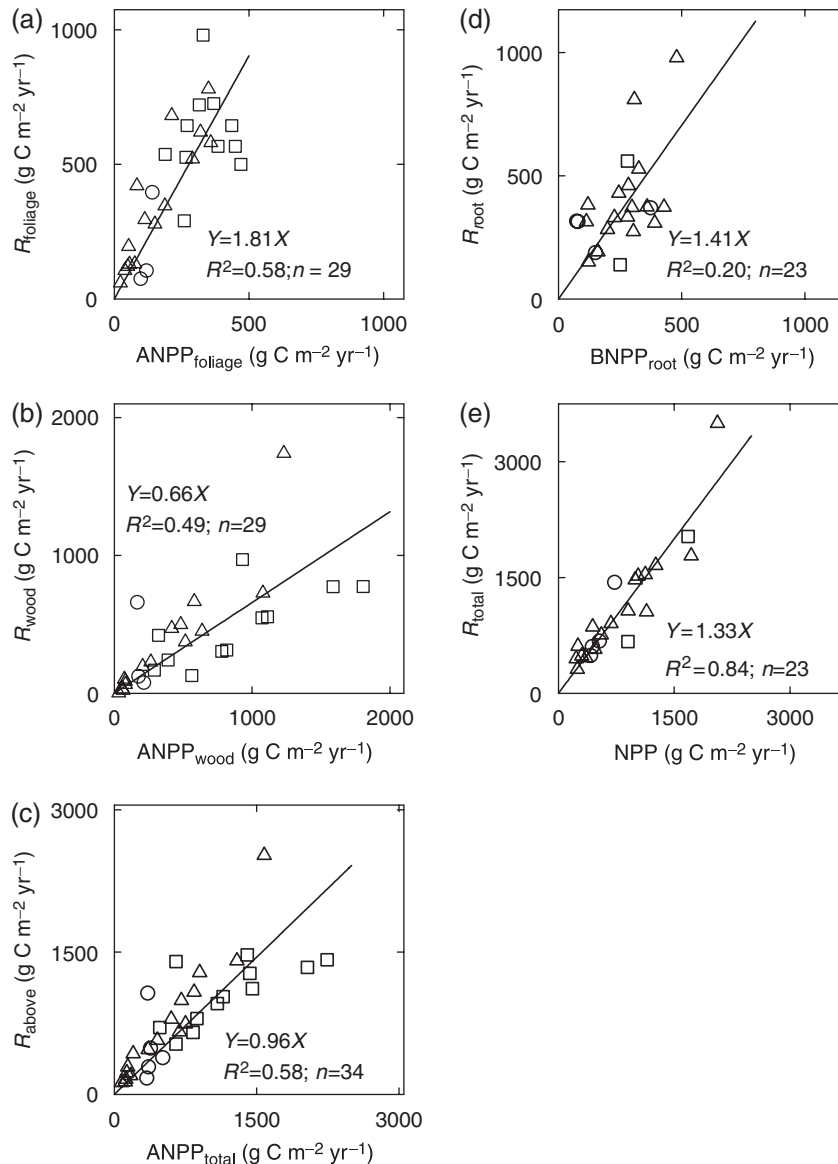 (a)
1000
500
0
R_foliage (g C m⁻² yr⁻¹)
Y=1.81X
R²=0.58;n = 29
0 500 1000
ANPP_foliage (g C m⁻² yr⁻¹)
(b)
2000
1000
0
R_wood (g C m⁻² yr⁻¹)
Y=0.66X
R²=0.49; n=29
0 1000 2000
ANPP_wood (g C m⁻² yr⁻¹)
(c)
3000
1500
0
R_above (g C m⁻² yr⁻¹)
Y=0.96X
R²=0.58; n=34
0 1500 3000
ANPP_total (g C m⁻² yr⁻¹)
(d)
1000
500
0
R_root (g C m⁻² yr⁻¹)
Y=1.41X
R²=0.20; n=23
0 500 1000
BNPP_root (g C m⁻² yr⁻¹)
(e)
3000
1500
0
R_total (g C m⁻² yr⁻¹)
Y=1.33X
R²=0.84; n=23
0 1500 3000
NPP (g C m⁻² yr⁻¹)